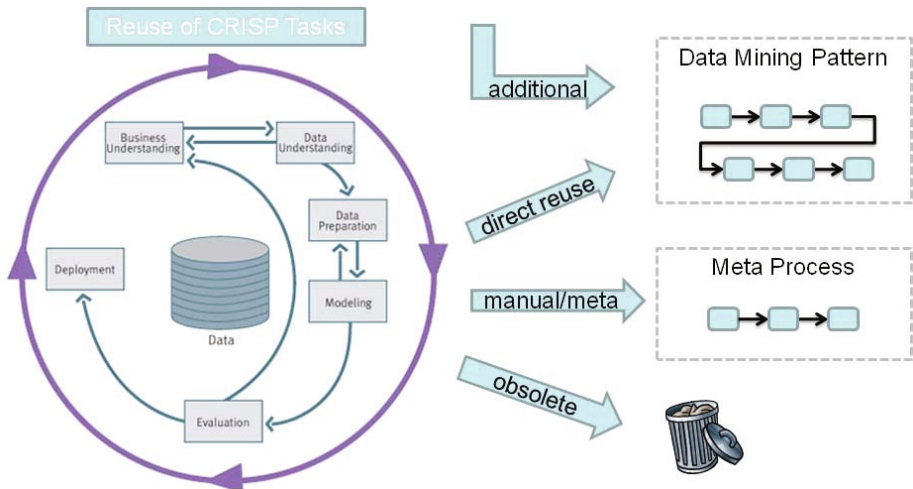 Reuse of CRISP Tasks
Business
Understanding
Data
Understanding
Data
Preparation
Modeling
Deployment
Data
Evaluation
additional
direct reuse
manual/meta
obsolete
Data Mining Pattern
Meta Process